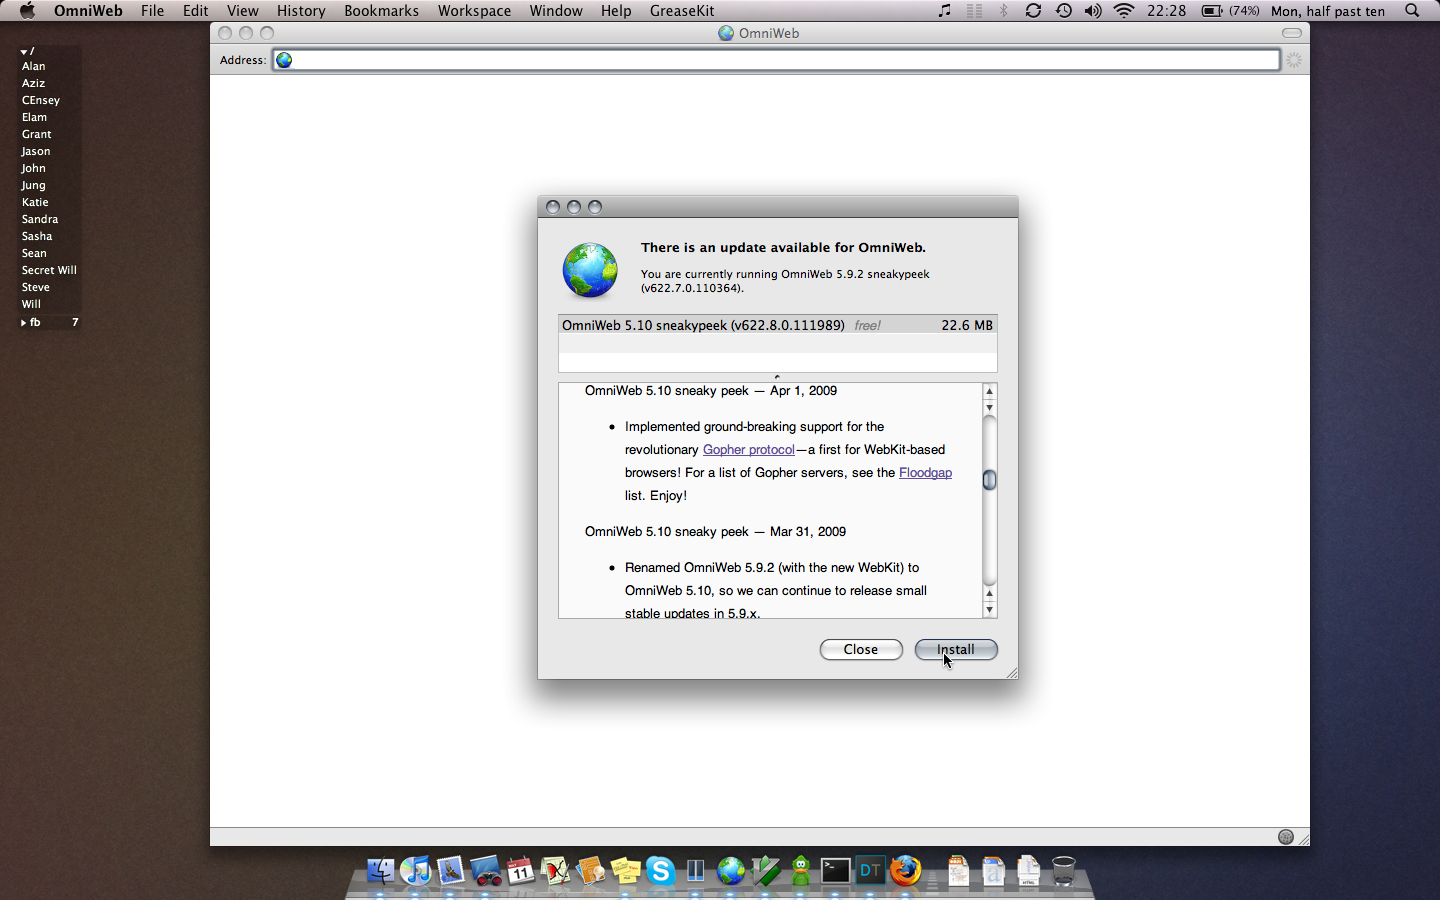 OmniWeb File Edit View History Bookmarks Workspace Window Help GreaseKit 22:28 (74%) Mon, half past ten
OmniWeb
Address:
/
Alan
Aziz
CEnsey
Elam
Grant
Jason
John
Jung
Katie
Sandra
Sasha
Sean
Secret Will
Steve
Will
fb 7
There is an update available for OmniWeb.
You are currently running OmniWeb 5.9.2 sneakypeek
(v622.7.0.110364).
OmniWeb 5.10 sneakypeek (v622.8.0.111989) free! 22.6 MB
OmniWeb 5.10 sneaky peek — Apr 1, 2009
• Implemented ground-breaking support for the
revolutionary Gopher protocol—a first for WebKit-based
browsers! For a list of Gopher servers, see the Floodgap
list. Enjoy!
OmniWeb 5.10 sneaky peek — Mar 31, 2009
• Renamed OmniWeb 5.9.2 (with the new WebKit) to
OmniWeb 5.10, so we can continue to release small
stable updates in 5.9.x.
Close Install
11
DT